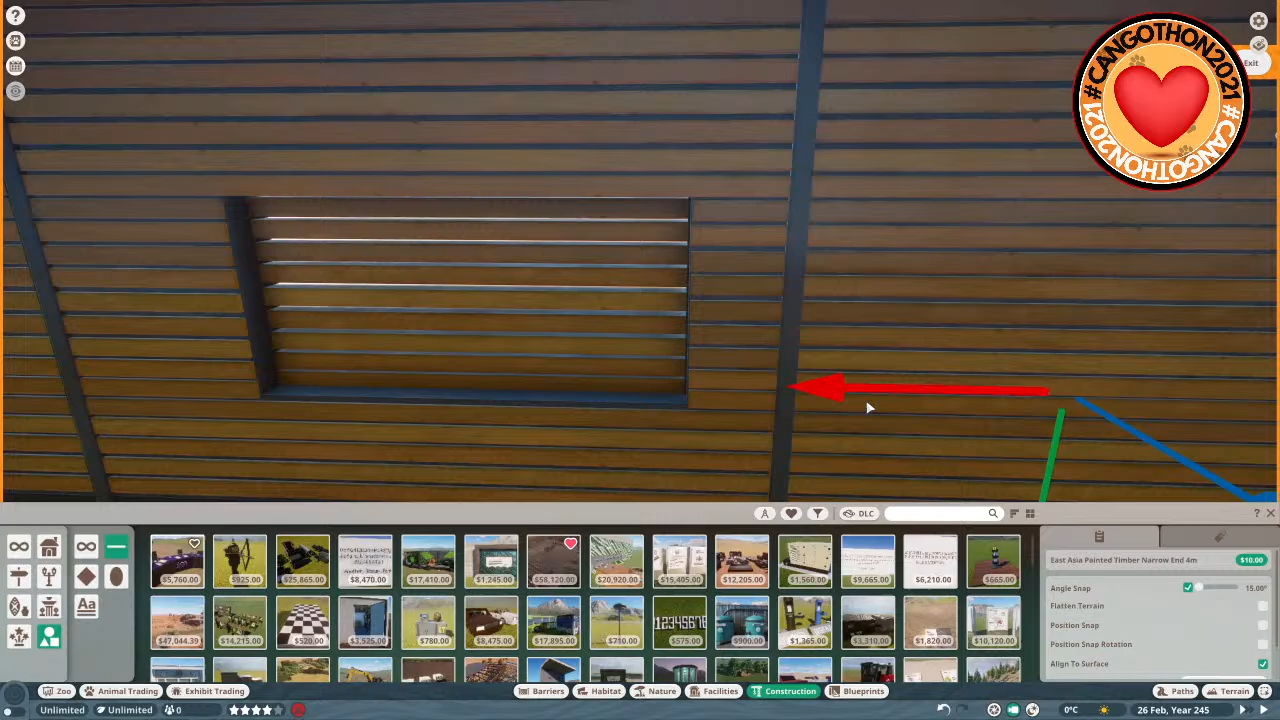 ?
#CANGOTHON2021
#CANGOTHON2021
Exit
DLC
? ×
$5,760.00
$925.00
$25,865.00
$8,470.00
$17,410.00
$1,245.00
$58,120.00
$20,920.00
$15,405.00
$12,205.00
$1,560.00
$9,665.00
$6,210.00
$665.00
East Asia Painted Timber Narrow End 4m
$10.00
Angle Snap
15.00°
Flatten Terrain
Position Snap
Position Snap Rotation
Align To Surface
Aa
$47,044.39
$14,215.00
$520.00
$3,525.00
$780.00
$8,475.00
$17,895.00
$710.00
$575.00
$900.00
$1,365.00
$3,310.00
$1,820.00
$10,120.00
Zoo
Animal Trading
Exhibit Trading
Barriers
Habitat
Nature
Facilities
Construction
Blueprints
Paths
Terrain
Unlimited
Unlimited
0
0°C
26 Feb, Year 245